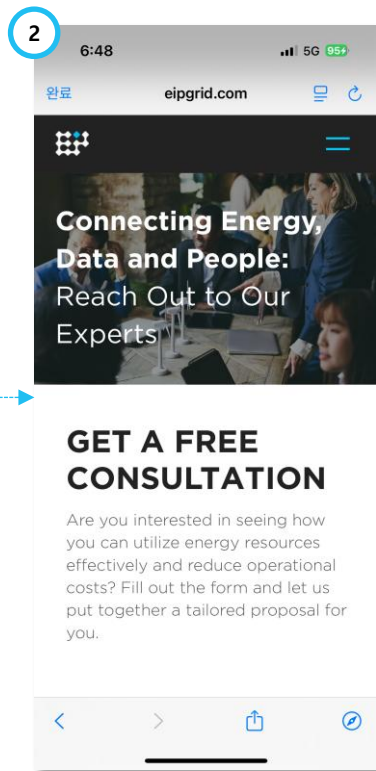 2
6:48
5G 95
완료
eipgrid.com
Connecting Energy,
Data and People:
Reach Out to Our
Experts
GET A FREE
CONSULTATION
Are you interested in seeing how
you can utilize energy resources
effectively and reduce operational
costs? Fill out the form and let us
put together a tailored proposal for
you.